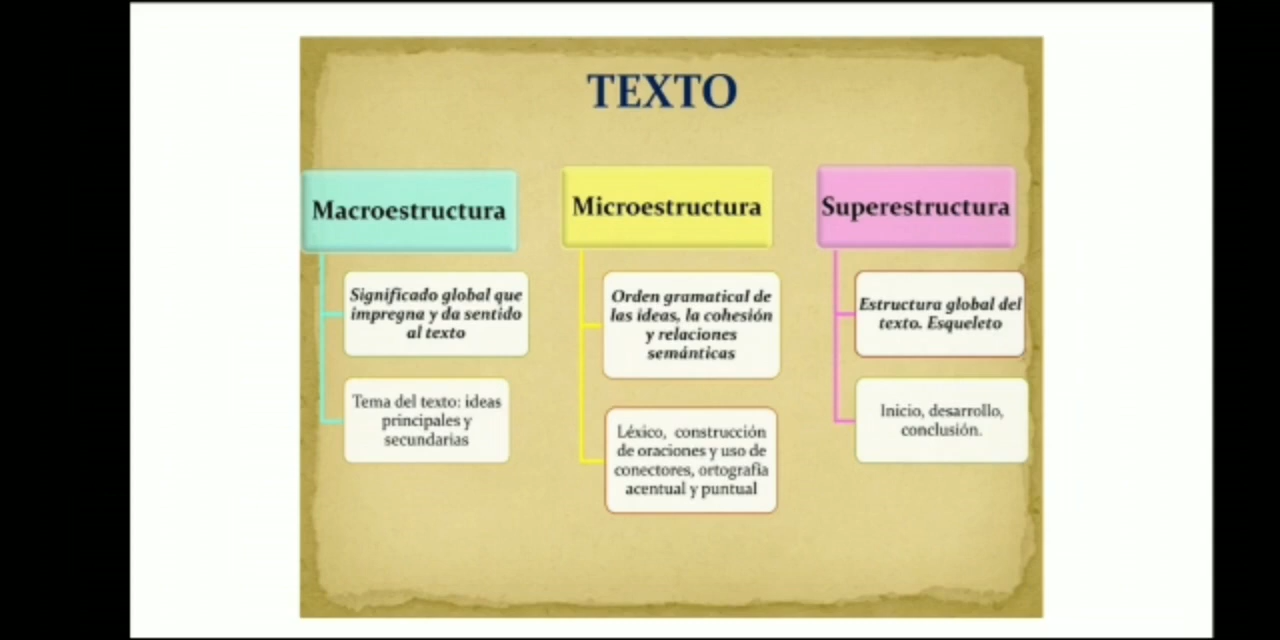 TEXTO
Macroestructura
Significado global que
impregna y da sentido
al texto
Tema del texto: ideas
principales y
secundarias
Microestructura
Orden gramatical de
las ideas, la cohesión
y relaciones
semánticas
Léxico, construcción
de oraciones y uso de
conectores, ortografía
acentual y puntual
Superestructura
Estructura global del
texto. Esqueleto
Inicio, desarrollo,
conclusión.